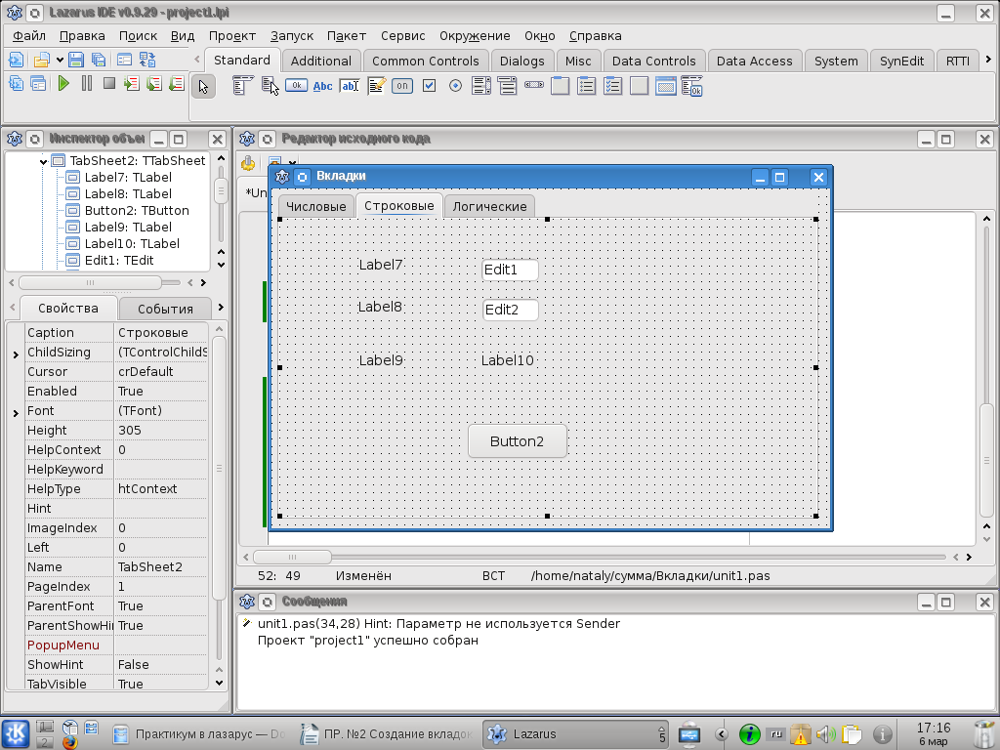 Lazarus IDE v0.9.29 - project1.lpi
Файл Правка Поиск Вид Проект Запуск Пакет Сервис Окружение Окно Справка
Standard Additional Common Controls Dialogs Misc Data Controls Data Access System SynEdit RTTI
Ok Abc ab on Ok
Инспектор объек
TabSheet2: TTabSheet
Label7: TLabel
Label8: TLabel
Button2: TButton
Label9: TLabel
Label10: TLabel
Edit1: TEdit
Свойства События
Caption Строковые
ChildSizing (TControlChildS
Cursor crDefault
Enabled True
Font (TFont)
Height 305
HelpContext 0
HelpKeyword
HelpType htContext
Hint
ImageIndex 0
Left 0
Name TabSheet2
PageIndex 1
ParentFont True
ParentShowHi True
PopupMenu
ShowHint False
TabVisible True
Редактор исходного кода
*Un
Вкладки
Числовые Строковые Логические
Label7 Edit1
Label8 Edit2
Label9 Label10
Button2
52: 49 Изменён ВСТ /home/nataly/сумма/Вкладки/unit1.pas
Сообщения
unit1.pas(34,28) Hint: Параметр не используется Sender
Проект "project1" успешно собран
2
Практикум в лазарус — Do
ПР. №2 Создание вкладок
Lazarus 5
ru
17:16
6 мар